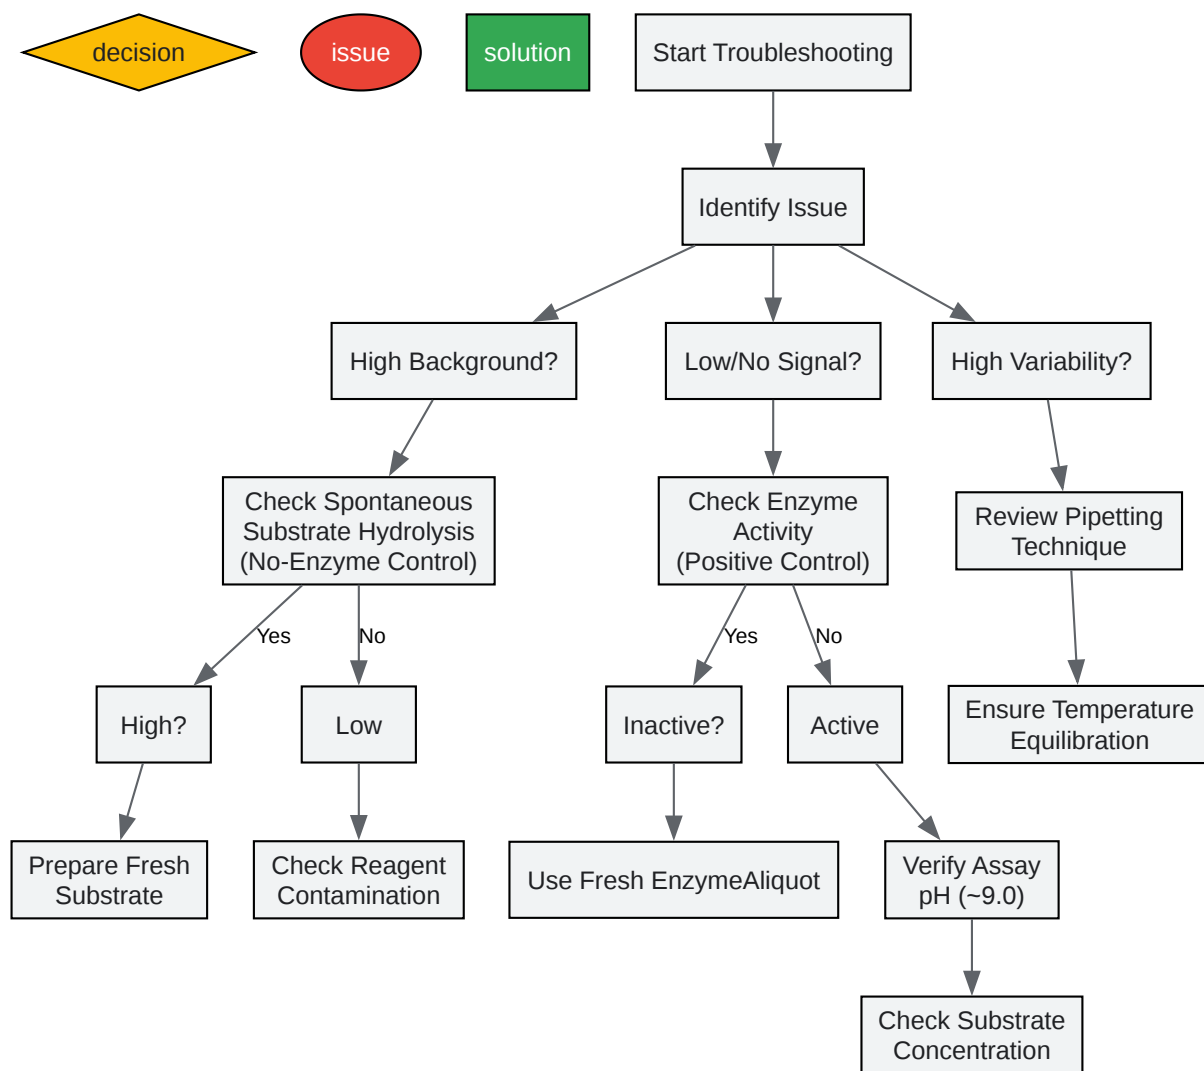 decision
issue
solution
Start Troubleshooting
Identify Issue
High Background?
Low/No Signal?
High Variability?
Check Spontaneous
Substrate Hydrolysis
(No-Enzyme Control)
Check Enzyme
Activity
(Positive Control)
Review Pipetting
Technique
Yes
No
Yes
No
High?
Low
Inactive?
Active
Ensure Temperature
Equilibration
Prepare Fresh
Substrate
Check Reagent
Contamination
Use Fresh EnzymeAliquot
Verify Assay
pH (~9.0)
Check Substrate
Concentration